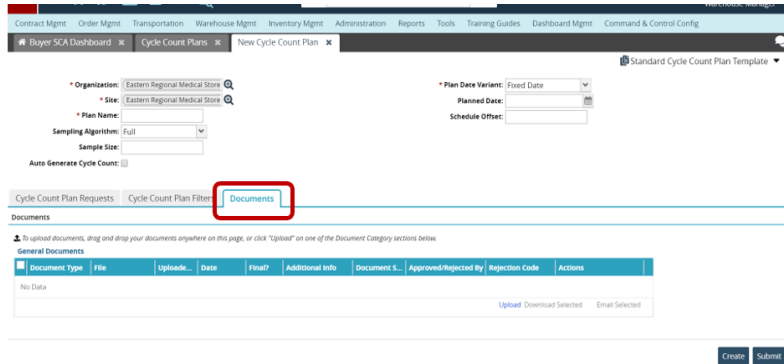 Warehouse Manager
Contract Mgmt Order Mgmt Transportation Warehouse Mgmt Inventory Mgmt Administration Reports Tools Training Guides Dashboard Mgmt Command & Control Config
Buyer SCA Dashboard Cycle Count Plans New Cycle Count Plan
Standard Cycle Count Plan Template
* Organization: Eastern Regional Medical Store * Plan Date Variant: Fixed Date
* Site: Eastern Regional Medical Store Planned Date:
* Plan Name: Schedule Offset:
Sampling Algorithm: Full
Sample Size:
Auto Generate Cycle Count:
Cycle Count Plan Requests Cycle Count Plan Filters Documents
Documents
To upload documents, drag and drop your documents anywhere on this page, or click "Upload" on one of the Document Category sections below.
General Documents
Document Type File Uploade... Date Final? Additional Info Document S... Approved/Rejected By Rejection Code Actions
No Data
Upload Download Selected Email Selected
Create Submit